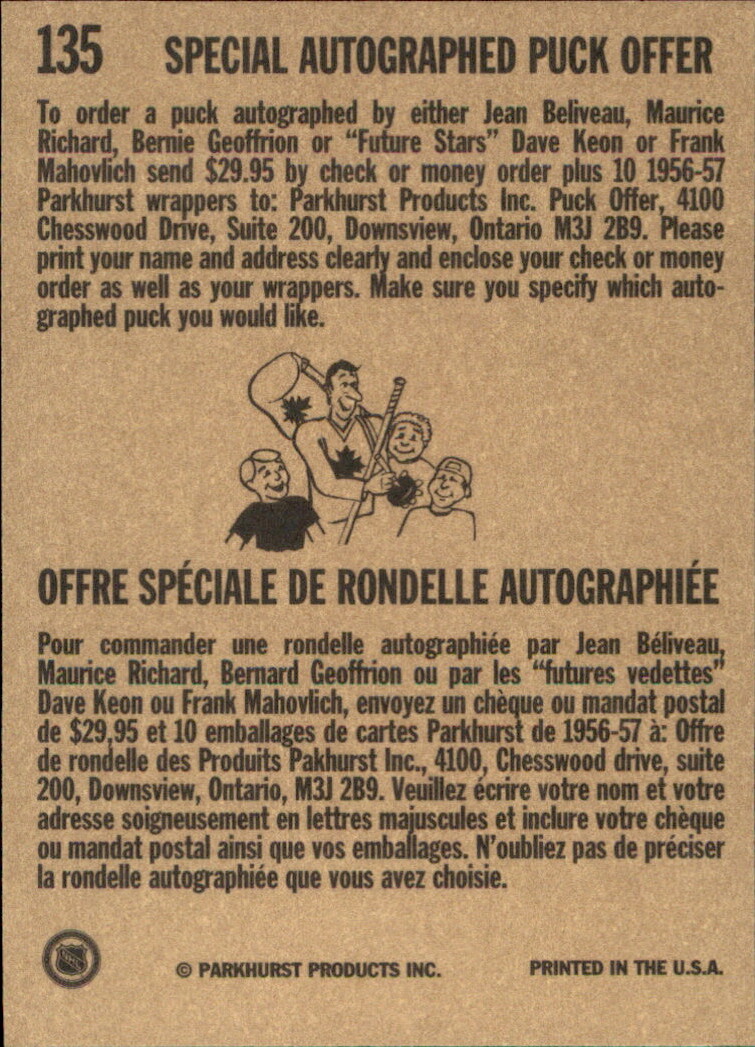 135 SPECIAL AUTOGRAPHED PUCK OFFER
To order a puck autographed by either Jean Beliveau, Maurice
Richard, Bernie Geoffrion or “Future Stars” Dave Keon or Frank
Mahovlich send $29.95 by check or money order plus 10 1956-57
Parkhurst wrappers to: Parkhurst Products Inc. Puck Offer, 4100
Chesswood Drive, Suite 200, Downsview, Ontario M3J 2B9. Please
print your name and address clearly and enclose your check or money
order as well as your wrappers. Make sure you specify which auto-
graphed puck you would like.
OFFRE SPÉCIALE DE RONDELLE AUTOGRAPHIÉE
Pour commander une rondelle autographiée par Jean Béliveau,
Maurice Richard, Bernard Geoffrion ou par les “futures vedettes”
Dave Keon ou Frank Mahovlich, envoyez un chèque ou mandat postal
de $29,95 et 10 emballages de cartes Parkhurst de 1956-57 à: Offre
de rondelle des Produits Pakhurst Inc., 4100, Chesswood drive, suite
200, Downsview, Ontario, M3J 2B9. Veuillez écrire votre nom et votre
adresse soigneusement en lettres majuscules et inclure votre chèque
ou mandat postal ainsi que vos emballages. N’oubliez pas de préciser
la rondelle autographiée que vous avez choisie.
NHL
© PARKHURST PRODUCTS INC. PRINTED IN THE U.S.A.